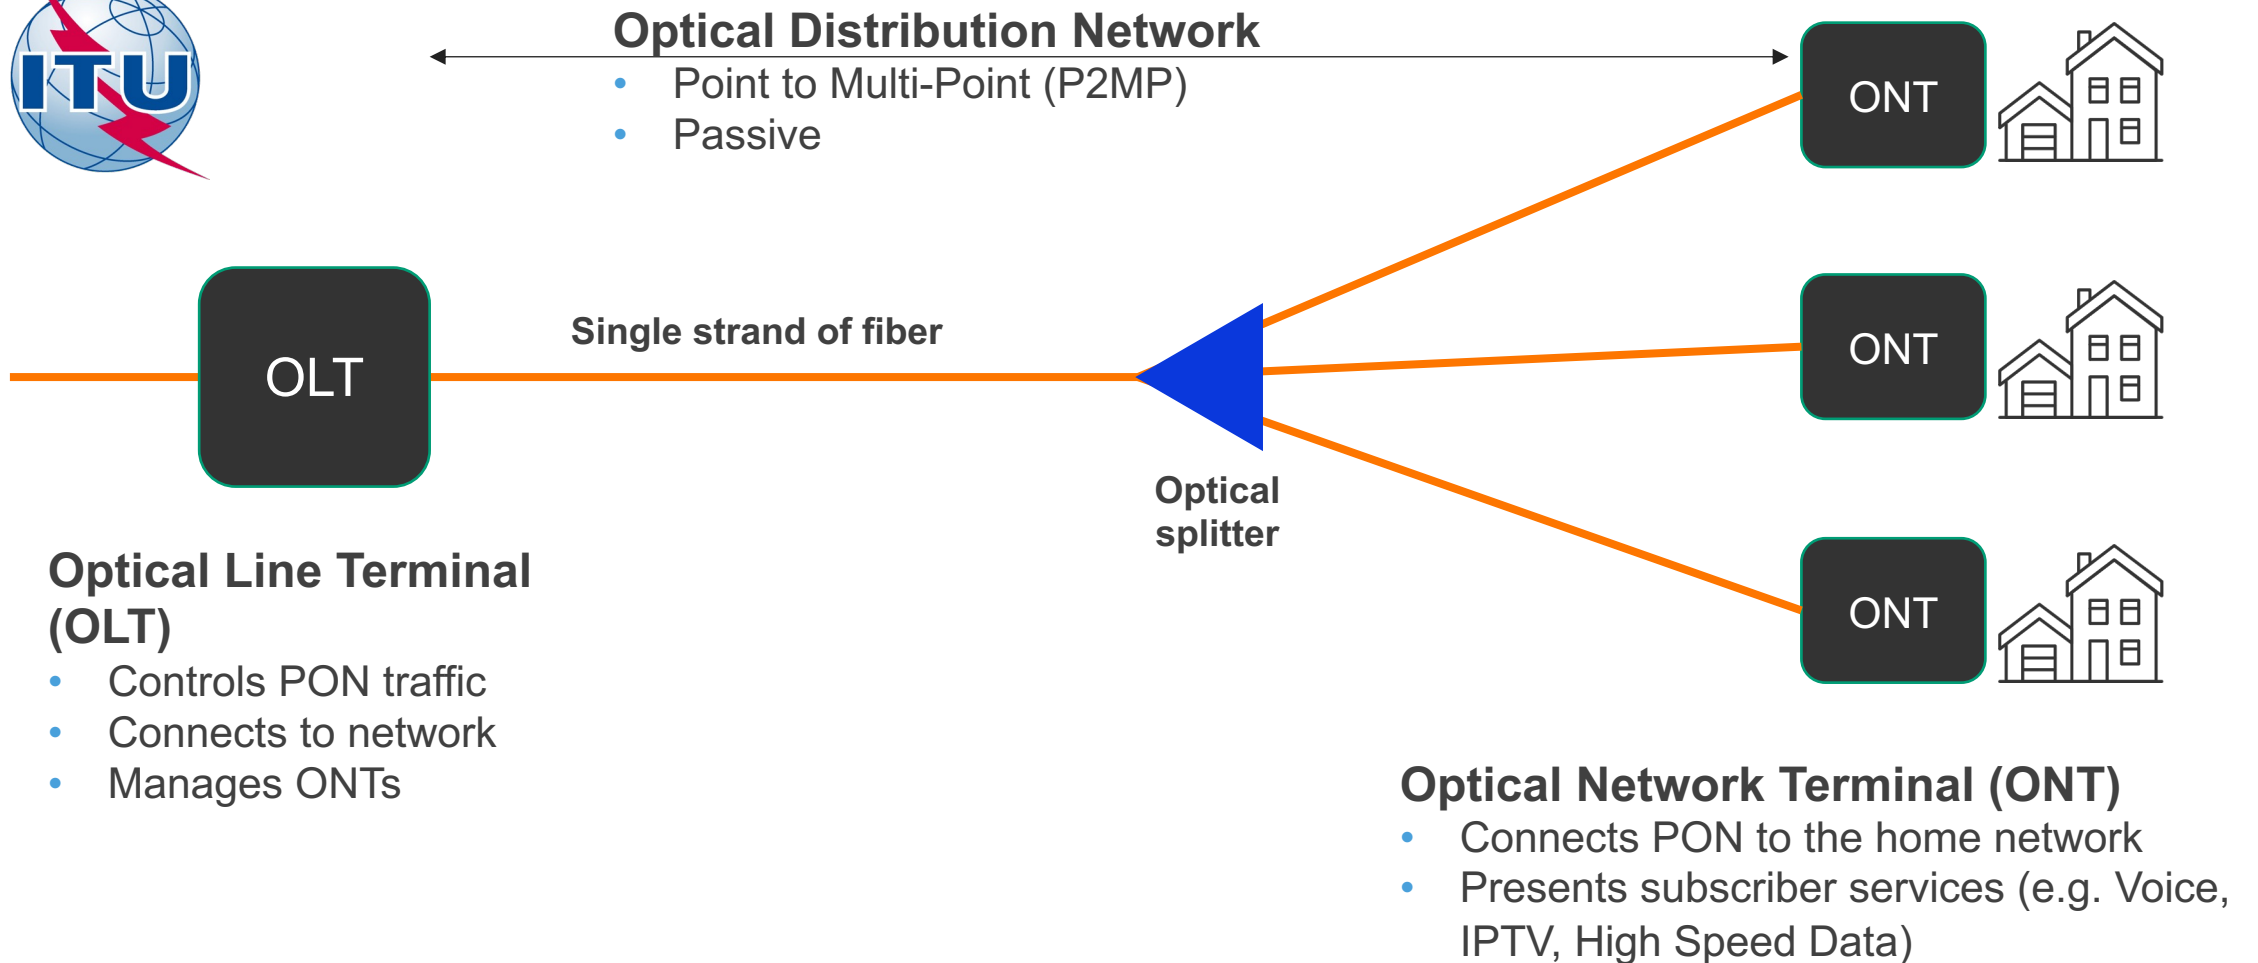 ITU
Optical Distribution Network
• Point to Multi-Point (P2MP)
• Passive
ONT
OLT
Single strand of fiber
ONT
Optical
splitter
ONT
Optical Line Terminal
(OLT)
• Controls PON traffic
• Connects to network
• Manages ONTs
Optical Network Terminal (ONT)
• Connects PON to the home network
• Presents subscriber services (e.g. Voice,
IPTV, High Speed Data)